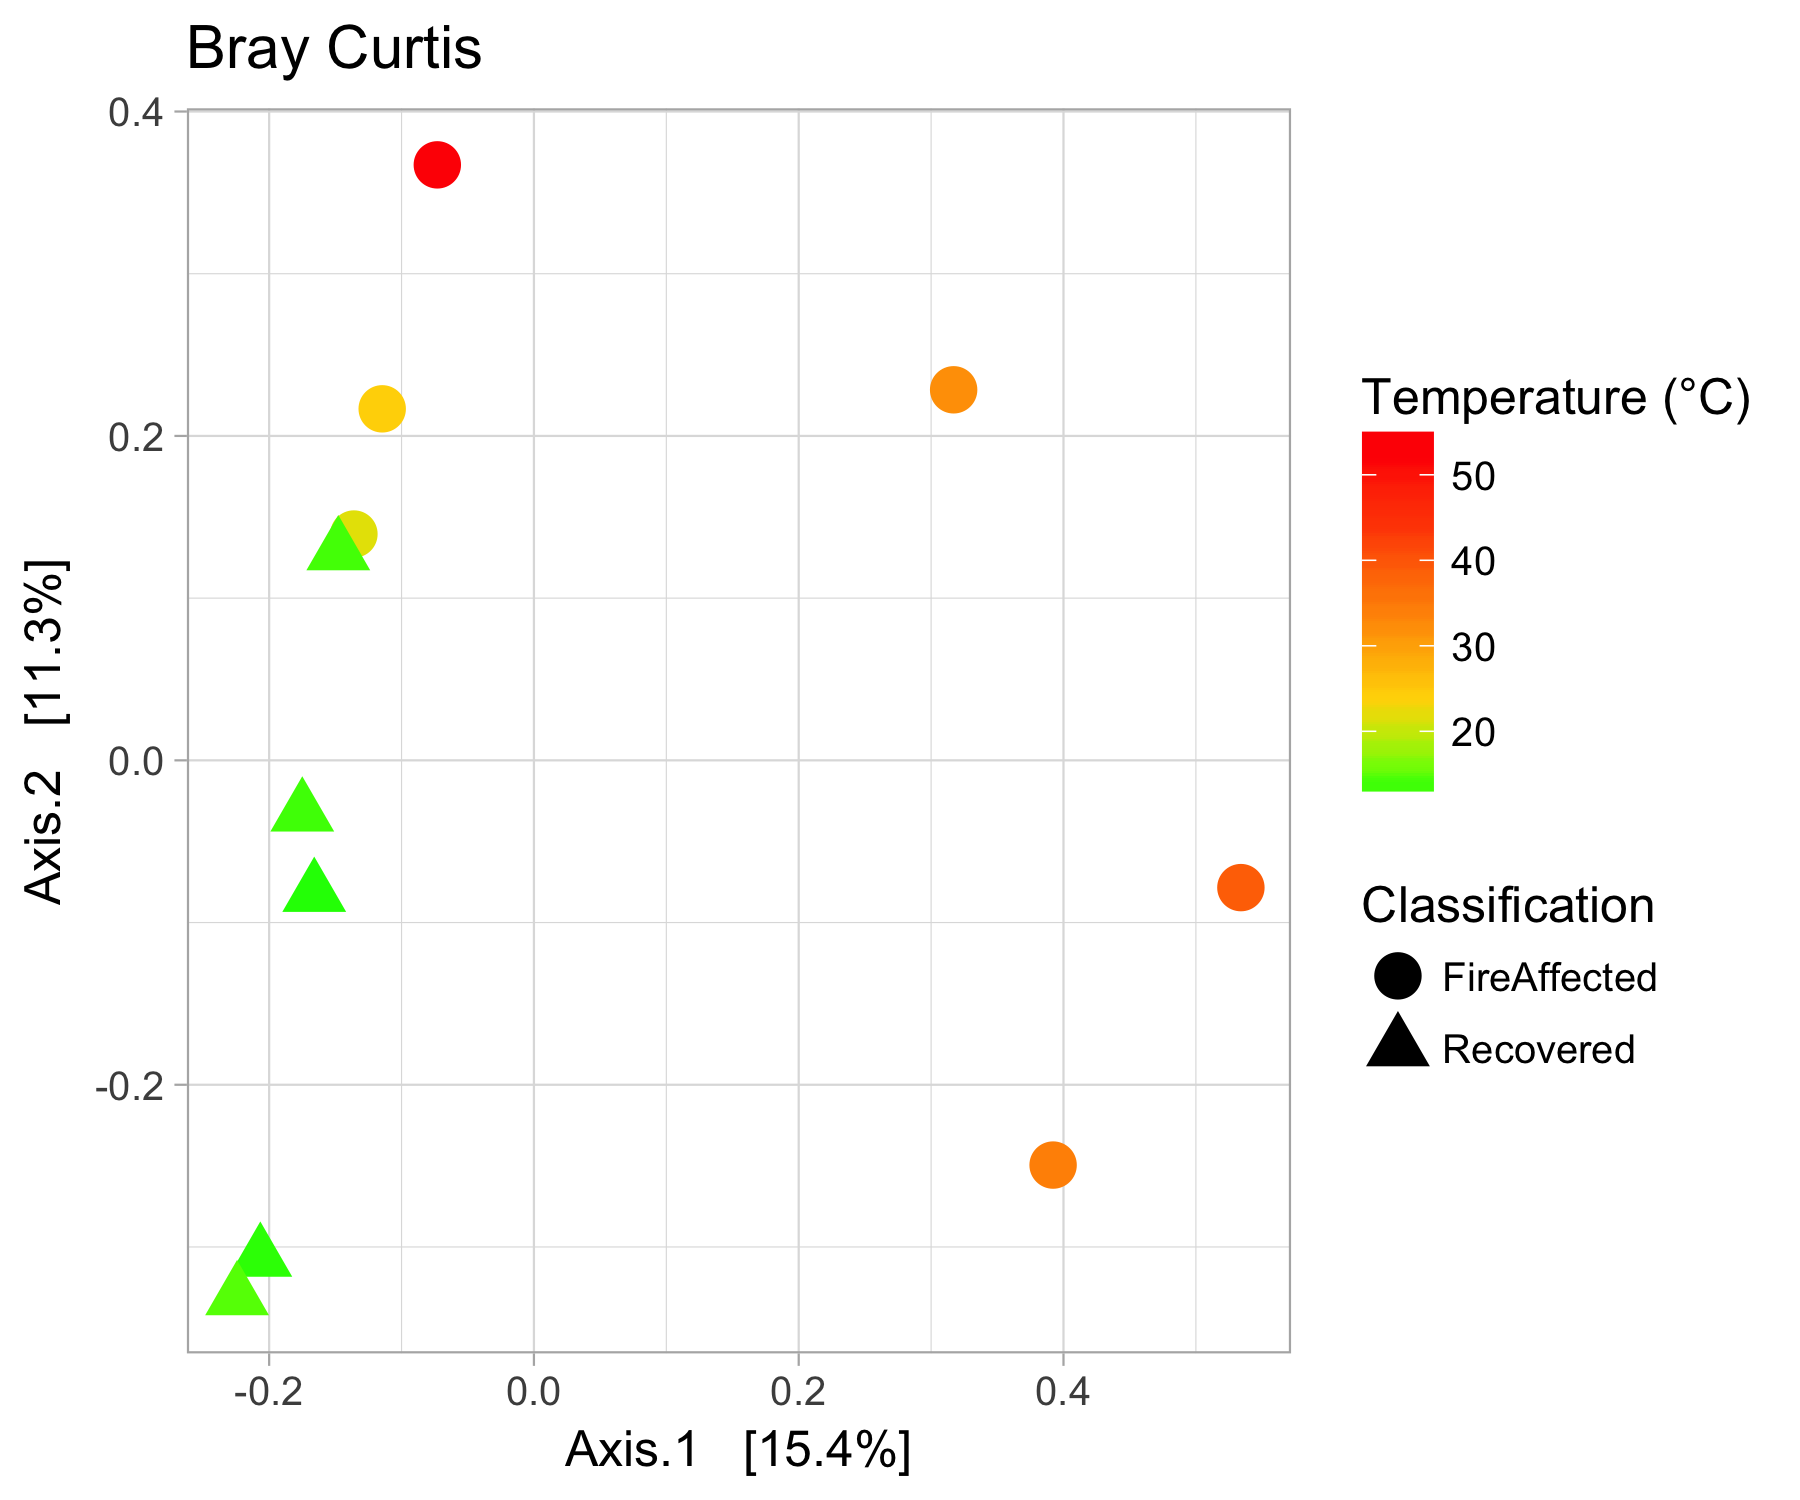 Bray Curtis
0.4
0.2
0.0
-0.2
Axis.2 [11.3%]
-0.2 0.0 0.2 0.4
Axis.1 [15.4%]
Temperature (°C)
50
40
30
20
Classification
FireAffected
Recovered